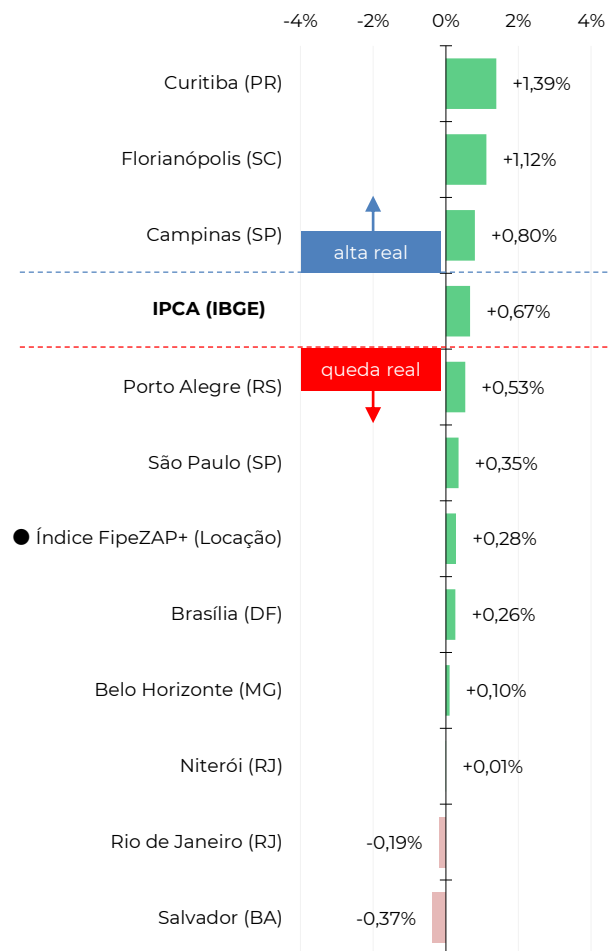 -4% -2% 0% 2% 4%
Curitiba (PR) +1,39%
Florianópolis (SC) +1,12%
Campinas (SP) +0,80%
alta real
IPCA (IBGE) +0,67%
queda real
Porto Alegre (RS) +0,53%
São Paulo (SP) +0,35%
Índice FipeZAP+ (Locação) +0,28%
Brasília (DF) +0,26%
Belo Horizonte (MG) +0,10%
Niterói (RJ) +0,01%
Rio de Janeiro (RJ) -0,19%
Salvador (BA) -0,37%